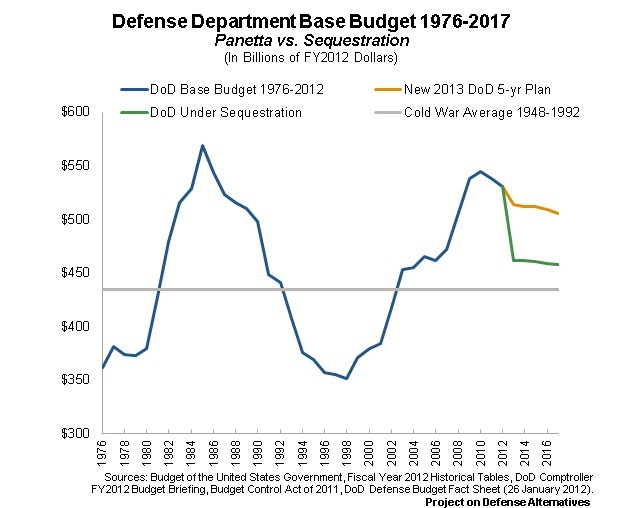 Defense Department Base Budget 1976-2017
Panetta vs. Sequestration
(In Billions of FY2012 Dollars)
DoD Base Budget 1976-2012
New 2013 DoD 5-yr Plan
DoD Under Sequestration
Cold War Average 1948-1992
$600
$550
$500
$450
$400
$350
$300
1976
1978
1980
1982
1984
1986
1988
1990
1992
1994
1996
1998
2000
2002
2004
2006
2008
2010
2012
2014
2016
Sources: Budget of the United States Government, Fiscal Year 2012 Historical Tables, DoD Comptroller
FY2012 Budget Briefing, Budget Control Act of 2011, DoD Defense Budget Fact Sheet (26 January 2012).
Project on Defense Alternatives